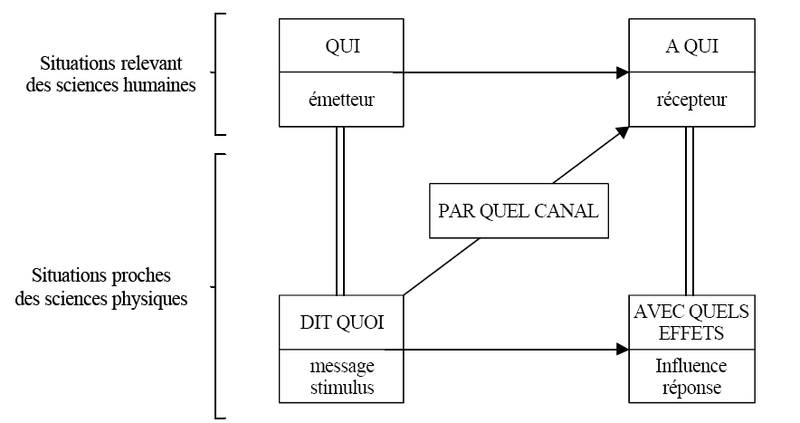 QUI
A QUI
Situations relevant
des sciences humaines
émetteur
récepteur
PAR QUEL CANAL
Situations proches
des sciences physiques
DIT QUOI
AVEC QUELS
EFFETS
message
stimulus
Influence
réponse